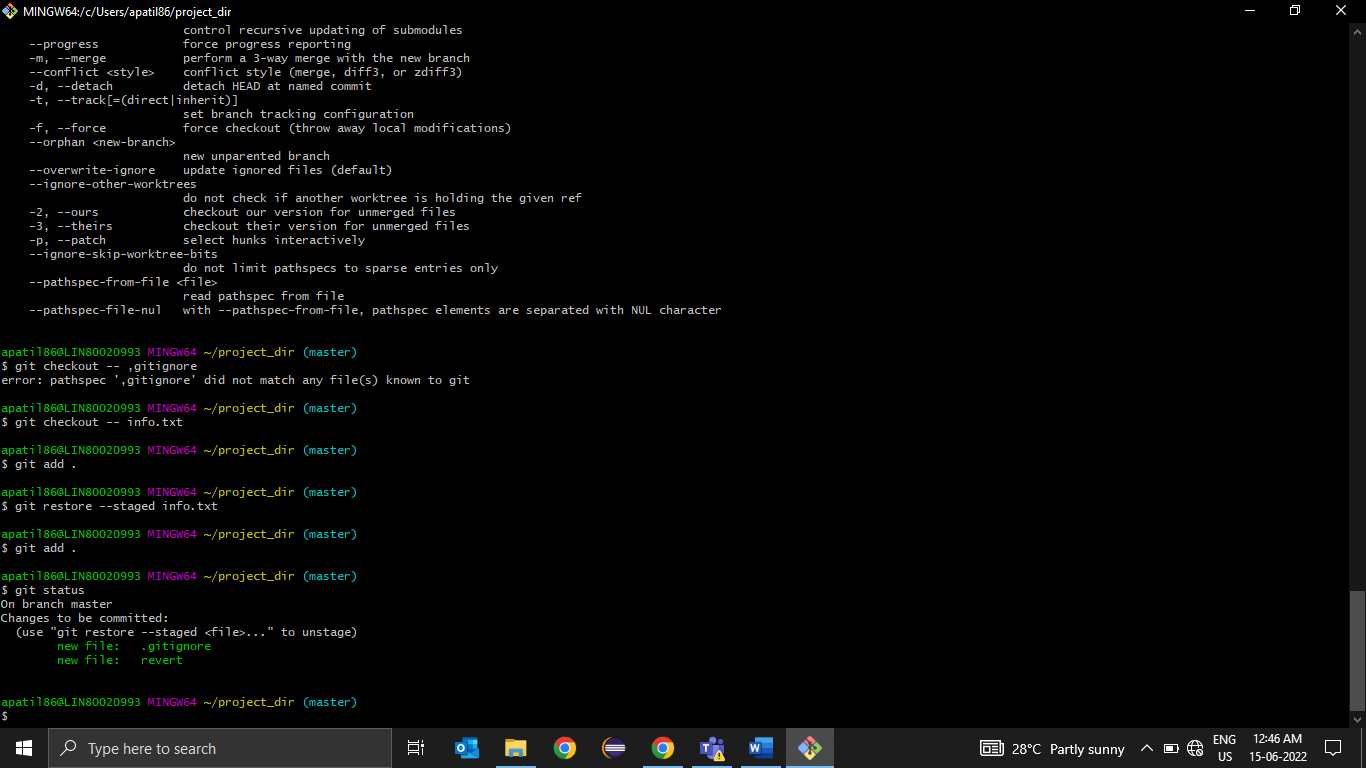 MINGW64:/c/Users/apatil86/project_dir
control recursive updating of submodules
--progress force progress reporting
-m, --merge perform a 3-way merge with the new branch
--conflict <style> conflict style (merge, diff3, or zdiff3)
-d, --detach detach HEAD at named commit
-t, --track[=(direct|inherit)]
set branch tracking configuration
-f, --force force checkout (throw away local modifications)
--orphan <new-branch>
new unparented branch
--overwrite-ignore update ignored files (default)
--ignore-other-worktrees
do not check if another worktree is holding the given ref
-2, --ours checkout our version for unmerged files
-3, --theirs checkout their version for unmerged files
-p, --patch select hunks interactively
--ignore-skip-worktree-bits
do not limit pathspecs to sparse entries only
--pathspec-from-file <file>
read pathspec from file
--pathspec-file-nul with --pathspec-from-file, pathspec elements are separated with NUL character
apatil86@LIN80020993 MINGW64 ~/project_dir (master)
$ git checkout -- ,gitignore
error: pathspec ',gitignore' did not match any file(s) known to git
apatil86@LIN80020993 MINGW64 ~/project_dir (master)
$ git checkout -- info.txt
apatil86@LIN80020993 MINGW64 ~/project_dir (master)
$ git add .
apatil86@LIN80020993 MINGW64 ~/project_dir (master)
$ git restore --staged info.txt
apatil86@LIN80020993 MINGW64 ~/project_dir (master)
$ git add .
apatil86@LIN80020993 MINGW64 ~/project_dir (master)
$ git status
On branch master
Changes to be committed:
(use "git restore --staged <file>..." to unstage)
new file: .gitignore
new file: revert
apatil86@LIN80020993 MINGW64 ~/project_dir (master)
$
Type here to search
28°C Partly sunny
ENG
US
12:46 AM
15-06-2022